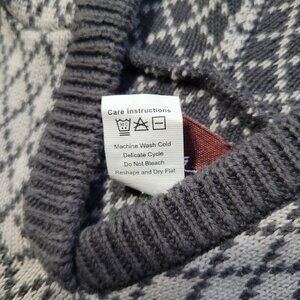 Care Instructions
Machine Wash Cold
Delicate Cycle
Do Not Bleach
Reshape and Dry Flat